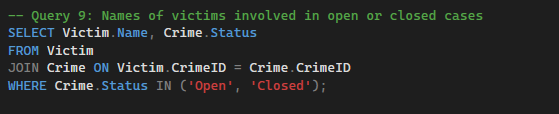 -- Query 9: Names of victims involved in open or closed cases
SELECT Victim.Name, Crime.Status
FROM Victim
JOIN Crime ON Victim.CrimeID = Crime.CrimeID
WHERE Crime.Status IN ('Open', 'Closed');